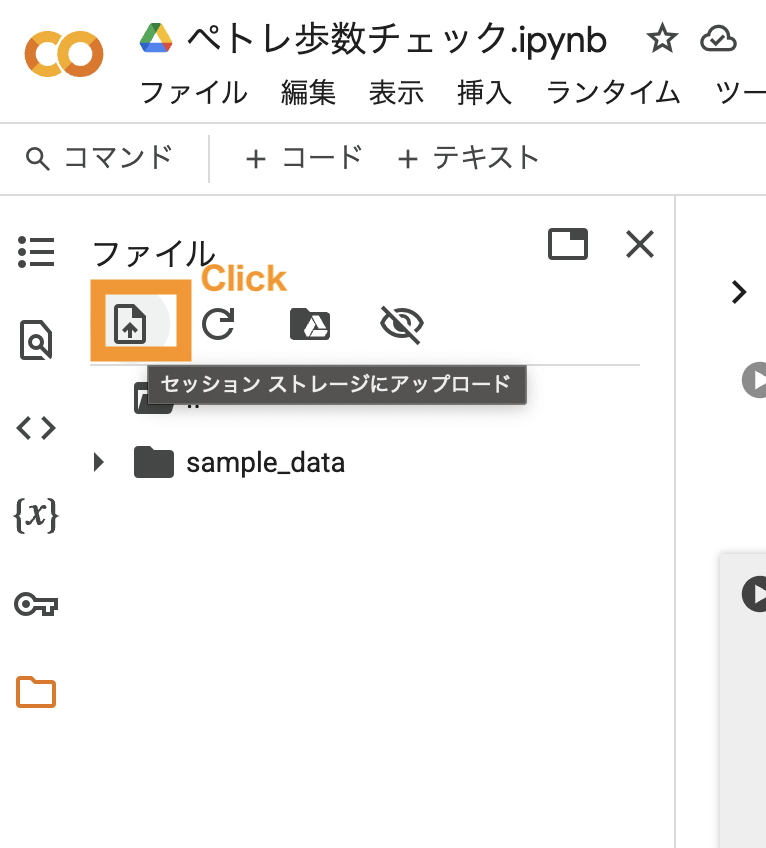 ペトレ歩数チェック.ipynb
ファイル 編集 表示 挿入 ランタイム ツー
コマンド + コード + テキスト
ファイル
Click
セッション ストレージにアップロード
..
sample_data
{x}